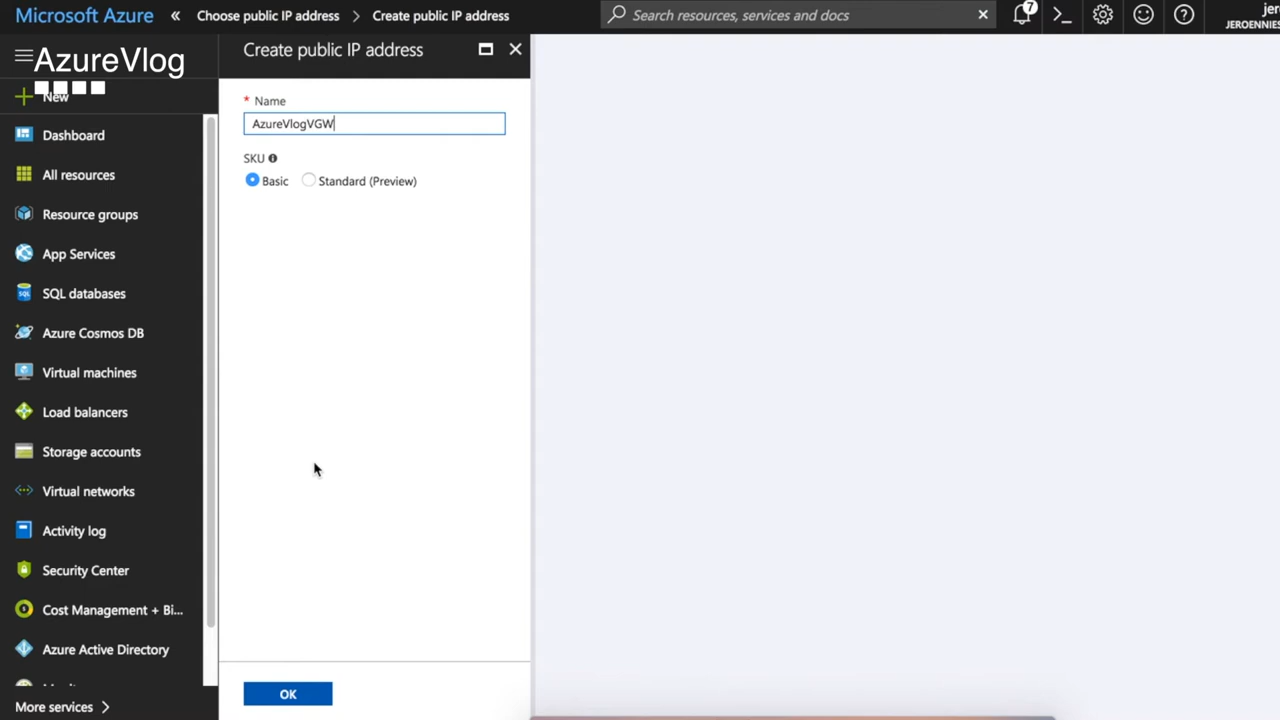 Microsoft Azure « Choose public IP address > Create public IP address
Search resources, services and docs
7
JEROENNIES
AzureVlog
New
Dashboard
All resources
Resource groups
App Services
SQL databases
Azure Cosmos DB
Virtual machines
Load balancers
Storage accounts
Virtual networks
Activity log
Security Center
Cost Management + Bi...
Azure Active Directory
More services >
Create public IP address
* Name
AzureVlogVGW
SKU
Basic Standard (Preview)
OK